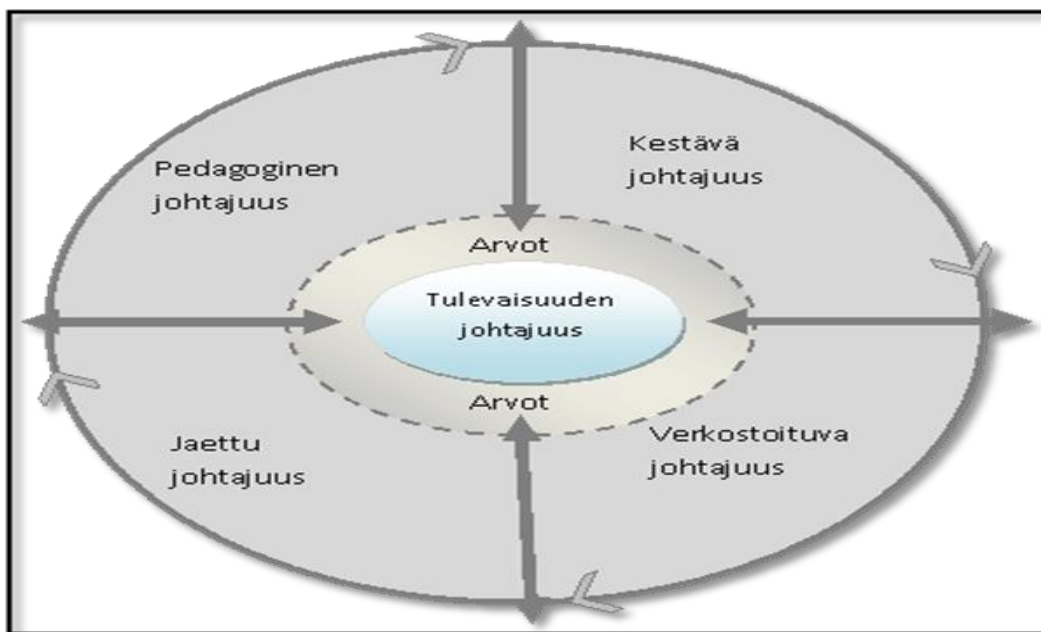 Pedagoginen
johtajuus
Kestävä
johtajuus
Arvot
Tulevaisuuden
johtajuus
Arvot
Jaettu
johtajuus
Verkostoituva
johtajuus